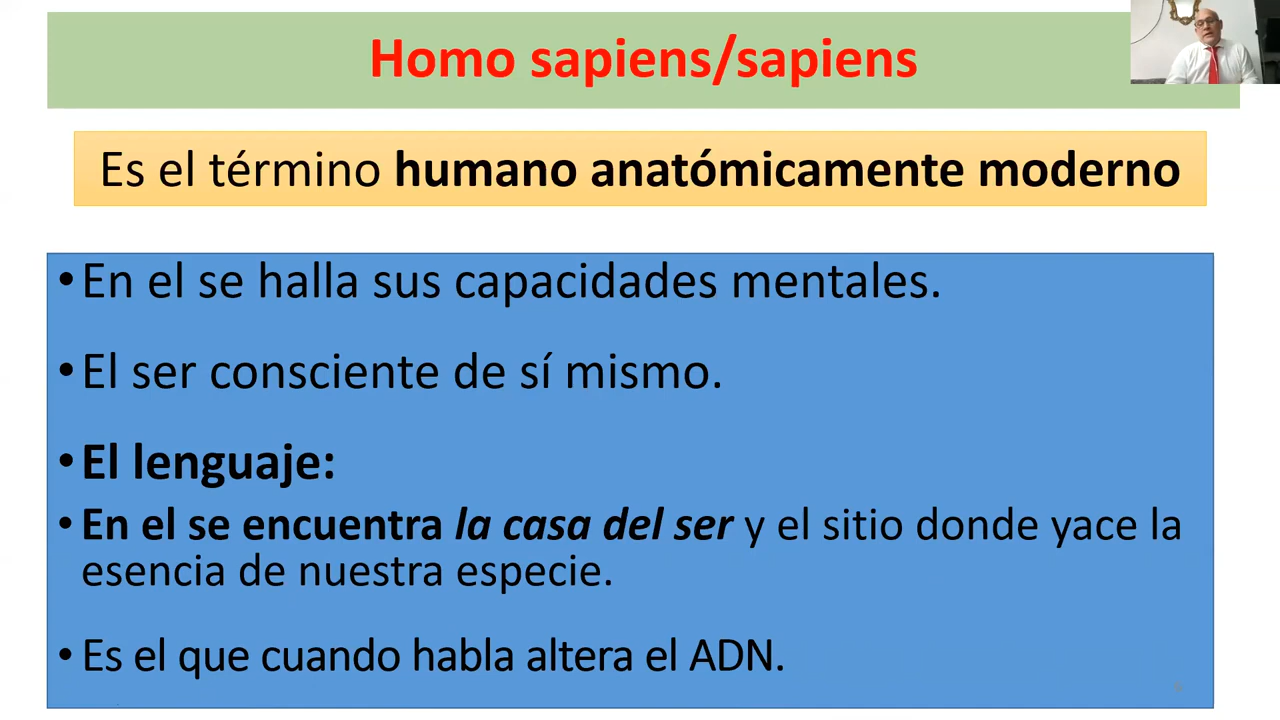 Homo sapiens/sapiens
Es el término humano anatómicamente moderno
•En el se halla sus capacidades mentales.
•El ser consciente de sí mismo.
•El lenguaje:
•En el se encuentra la casa del ser y el sitio donde yace la
esencia de nuestra especie.
•Es el que cuando habla altera el ADN.